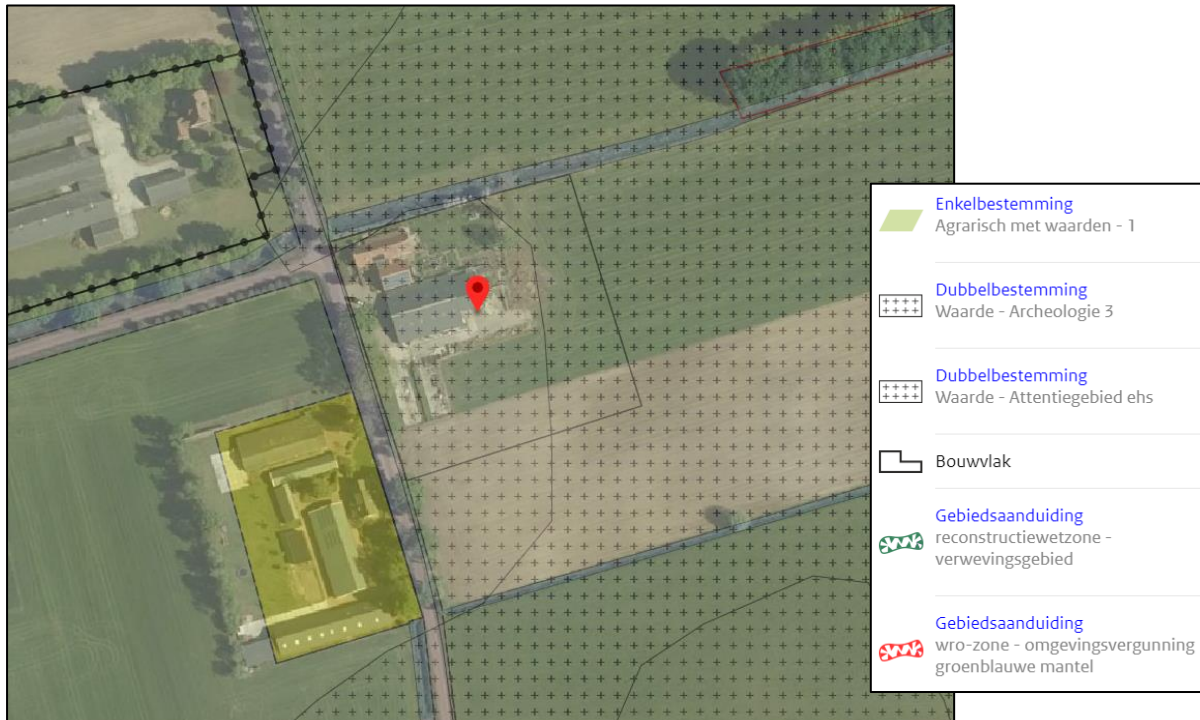 Enkelbestemming
Agrarisch met waarden - 1
Dubbelbestemming
Waarde - Archeologie 3
Dubbelbestemming
Waarde - Attentiegebied ehs
Bouwvlak
Gebiedsaanduiding
reconstructiewetzone -
verwevingsgebied
Gebiedsaanduiding
wro-zone - omgevingsvergunning
groenblauwe mantel